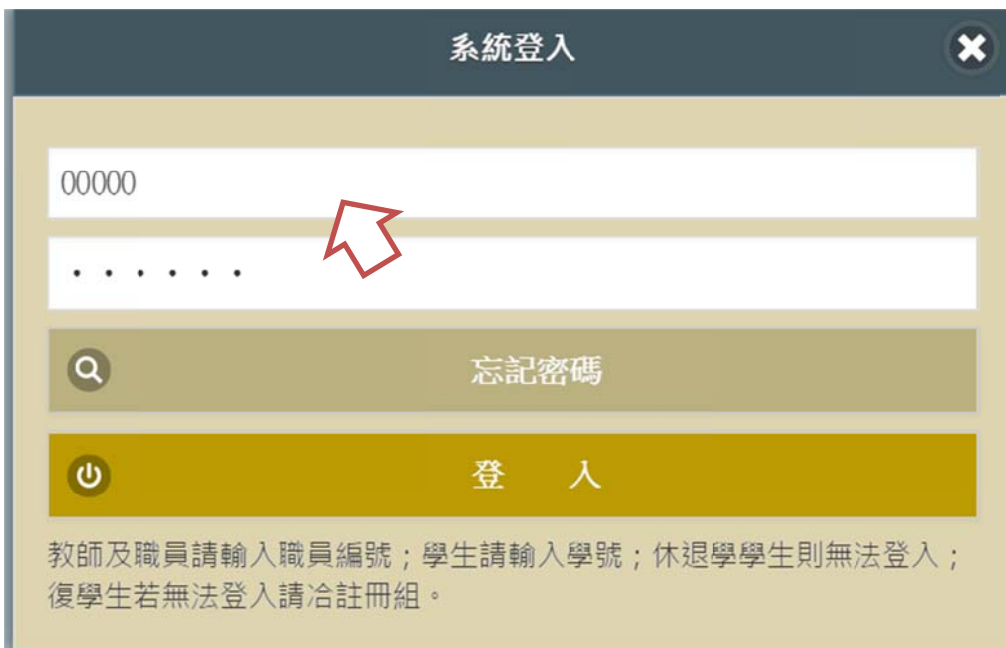 系統登入
00000
••••••
忘記密碼
登　入
教師及職員請輸入職員編號；學生請輸入學號；休退學學生則無法登入；
復學生若無法登入請洽註冊組。